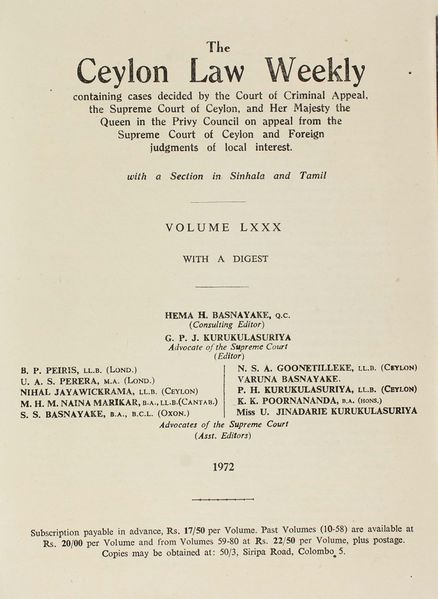 The
Ceylon Law Weekly
containing cases decided by the Court of Criminal Appeal,
the Supreme Court of Ceylon, and Her Majesty the
Queen in the Privy Council on appeal from the
Supreme Court of Ceylon and Foreign
judgments of local interest.
with a Section in Sinhala and Tamil
VOLUME LXXX
WITH A DIGEST
HEMA H. BASNAYAKE, Q.C.
(Consulting Editor)
G. P. J. KURUKULASURIYA
Advocate of the Supreme Court
(Editor)
B. P. PEIRIS, LL.B. (LOND.)
U. A. S. PERERA, M.A. (LOND.)
NIHAL JAYAWICKRAMA, LL.B. (CEYLON)
M. H. M. NAINA MARIKAR, B.A., LL.B.(CANTAB.)
S. S. BASNAYAKE, B.A., B.C.L. (OXON.)
N. S. A. GOONETILLEKE, LL.B. (CEYLON)
VARUNA BASNAYAKE.
P. H. KURUKULASURIYA, LL.B. (CEYLON)
K. K. POORNANANDA, B.A. (HONS.)
Miss U. JINADARIE KURUKULASURIYA
Advocates of the Supreme Court
(Asst. Editors)
1972
Subscription payable in advance, Rs. 17/50 per Volume. Past Volumes (10-58) are available at
Rs. 20/00 per Volume and from Volumes 59-80 at Rs. 22/50 per Volume, plus postage.
Copies may be obtained at: 50/3, Siripa Road, Colombo 5.